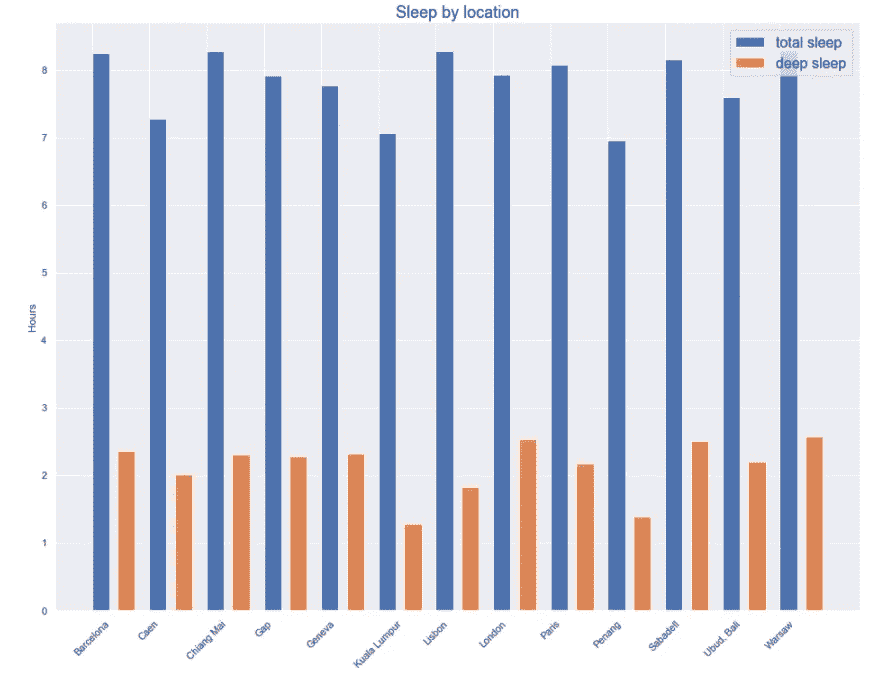 Sleep by location
total sleep
deep sleep
Hours
8
7
6
5
4
3
2
1
0
Barcelona
Caen
Chiang Mai
Gap
Geneva
Kuala Lumpur
Lisbon
London
Paris
Penang
Sabadell
Ubud, Bali
Warsaw